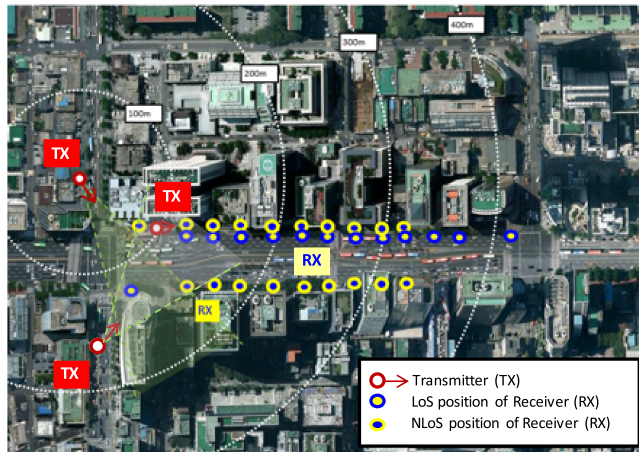 400m
300m
200m
100m
TX
TX
RX
RX
TX
Transmitter (TX)
LoS position of Receiver (RX)
NLoS position of Receiver (RX)